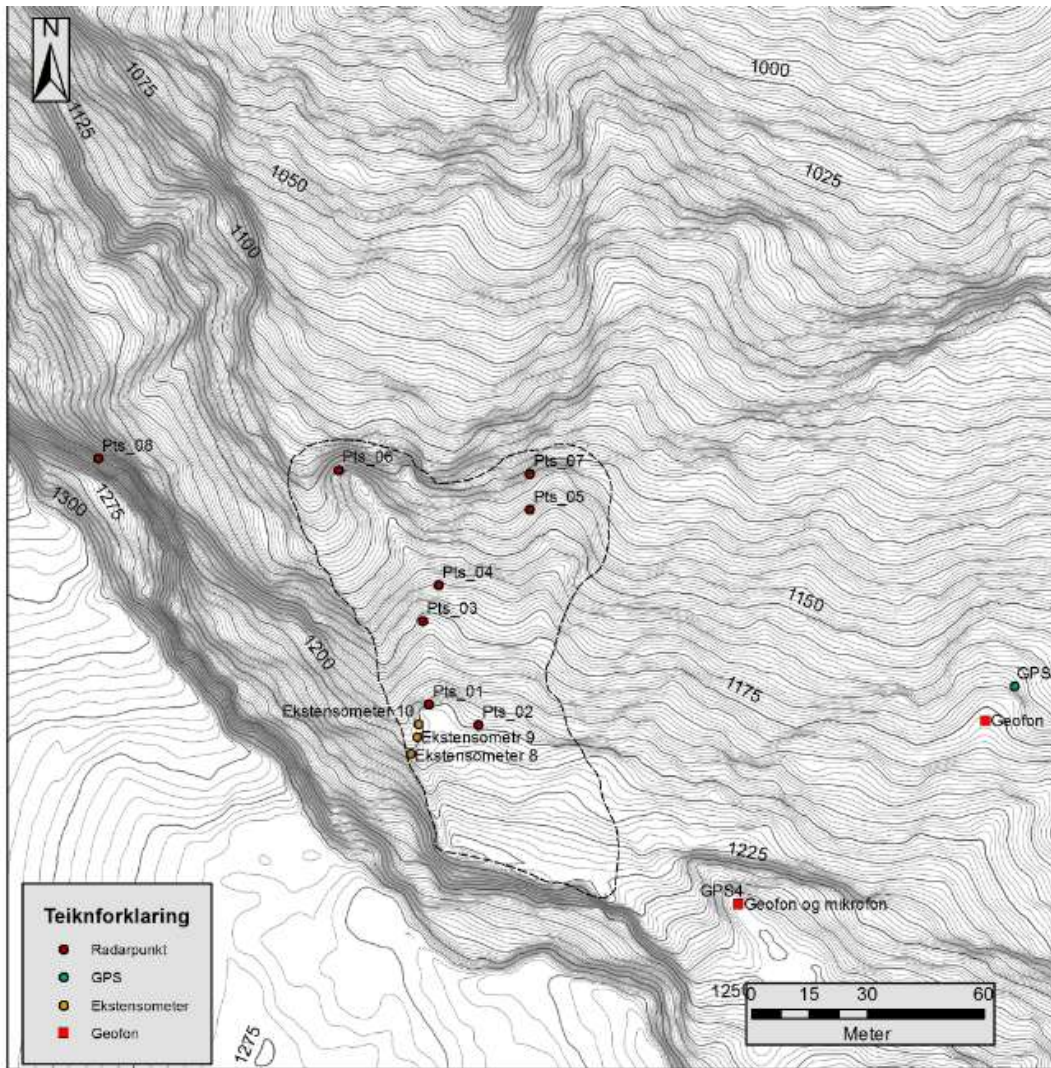 N
1000
1075
1125
1025
1050
1100
Pts_08
Pts_06
Pts_07
1275
1300
Pts_05
Pts_04
1150
Pts_03
1200
GPS
1175
Pts_01
Ekstensometer 10
Pts_02
Geofon
Ekstensometr 9
Ekstensometer 8
1225
GPS4
Geofon og mikrofon
Teiknforklaring
Radarpunkt
GPS
Ekstensometer
Geofon
1250
0 15 30 60
Meter
1275